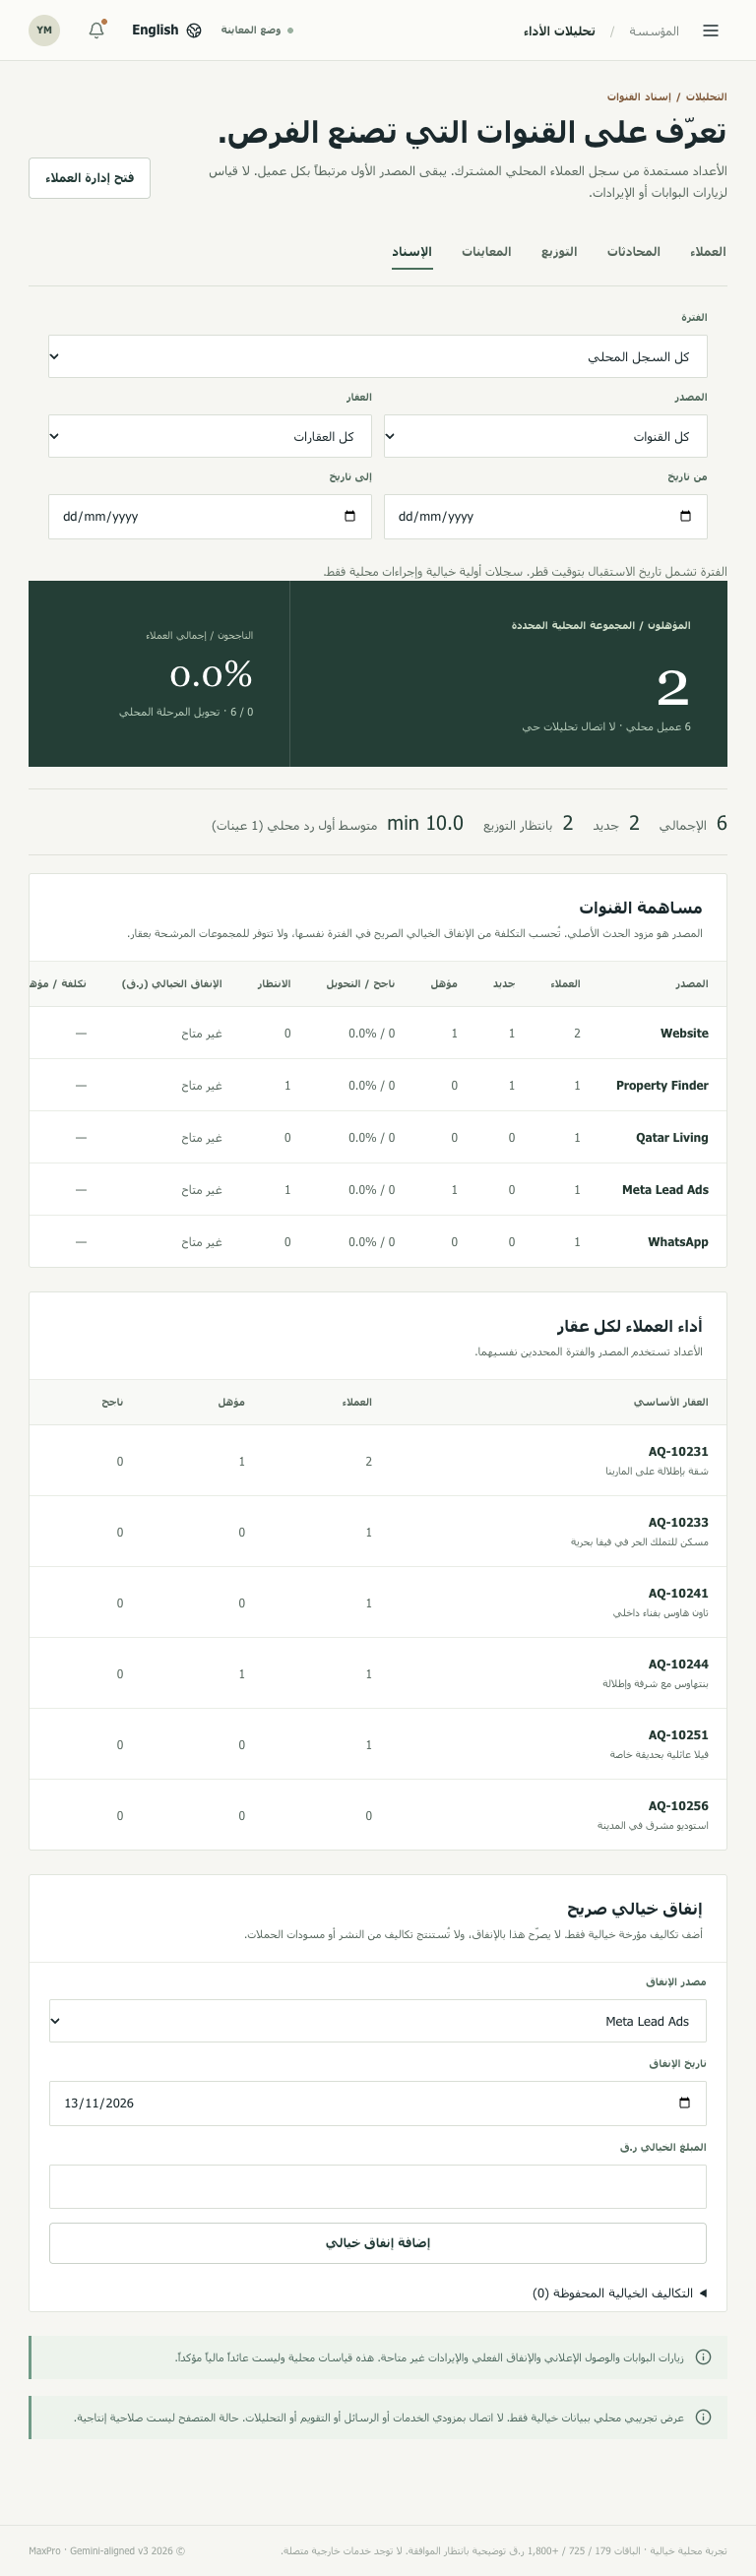 المؤسسة / تحليلات الأداء
وضع المعاينة
English
YM
التحليلات / إسناد القنوات
تعرّف على القنوات التي تصنع الفرص.
الأعداد مستمدة من سجل العملاء المحلي المشترك. يبقى المصدر الأول مرتبطاً بكل عميل. لا قياس
لزيارات البوابات أو الإيرادات.
فتح إدارة العملاء
العملاء المحادثات التوزيع المعاينات الإسناد
الفترة
كل السجل المحلي
المصدر العقار
كل القنوات كل العقارات
من تاريخ إلى تاريخ
dd/mm/yyyy dd/mm/yyyy
الفترة تشمل تاريخ الاستقبال بتوقيت قطر. سجلات أولية خيالية وإجراءات محلية فقط.
المؤهلون / المجموعة المحلية المحددة
2
6 عميل محلي · لا اتصال تحليلات حي
الناجحون / إجمالي العملاء
0.0%
0 / 6 · تحويل المرحلة المحلي
6 الإجمالي 2 جديد 2 بانتظار التوزيع 10.0 min متوسط أول رد محلي (1 عينات)
مساهمة القنوات
المصدر هو مزود الحدث الأصلي. تُحسب التكلفة من الإنفاق الخيالي الصريح في الفترة نفسها، ولا تتوفر للمجموعات المرشحة بعقار.
المصدر العملاء جديد مؤهل ناجح / التحويل الانتظار الإنفاق الخيالي (ر.ق) تكلفة / مؤه
Website 2 1 1 0 / 0.0% 0 غير متاح —
Property Finder 1 1 0 0 / 0.0% 1 غير متاح —
Qatar Living 1 0 0 0 / 0.0% 0 غير متاح —
Meta Lead Ads 1 0 1 0 / 0.0% 1 غير متاح —
WhatsApp 1 0 0 0 / 0.0% 0 غير متاح —
أداء العملاء لكل عقار
الأعداد تستخدم المصدر والفترة المحددين نفسيهما.
العقار الأساسي العملاء مؤهل ناجح
AQ-10231 2 1 0
شقة بإطلالة على المارينا
AQ-10233 1 0 0
مسكن للتملك الحر في فيفا بحرية
AQ-10241 1 0 0
تاون هاوس بفناء داخلي
AQ-10244 1 1 0
بنتهاوس مع شرفة وإطلالة
AQ-10251 1 0 0
فيلا عائلية بحديقة خاصة
AQ-10256 0 0 0
استوديو مشرق في المدينة
إنفاق خيالي صريح
أضف تكاليف مؤرخة خيالية فقط. لا يصرّح هذا بالإنفاق، ولا تُستنتج تكاليف من النشر أو مسودات الحملات.
مصدر الإنفاق
Meta Lead Ads
تاريخ الإنفاق
13/11/2026
المبلغ الخيالي ر.ق
إضافة إنفاق خيالي
التكاليف الخيالية المحفوظة (0)
زيارات البوابات والوصول الإعلاني والإنفاق الفعلي والإيرادات غير متاحة. هذه قياسات محلية وليست عائداً مالياً مؤكداً.
عرض تجريبي محلي ببيانات خيالية فقط. لا اتصال بمزودي الخدمات أو الرسائل أو التقويم أو التحليلات. حالة المتصفح ليست صلاحية إنتاجية.
تجربة محلية خيالية · الباقات 179 / 725 / +1,800 ر.ق توضيحية بانتظار الموافقة. لا توجد خدمات خارجية متصلة.
© 2026 MaxPro · Gemini-aligned v3